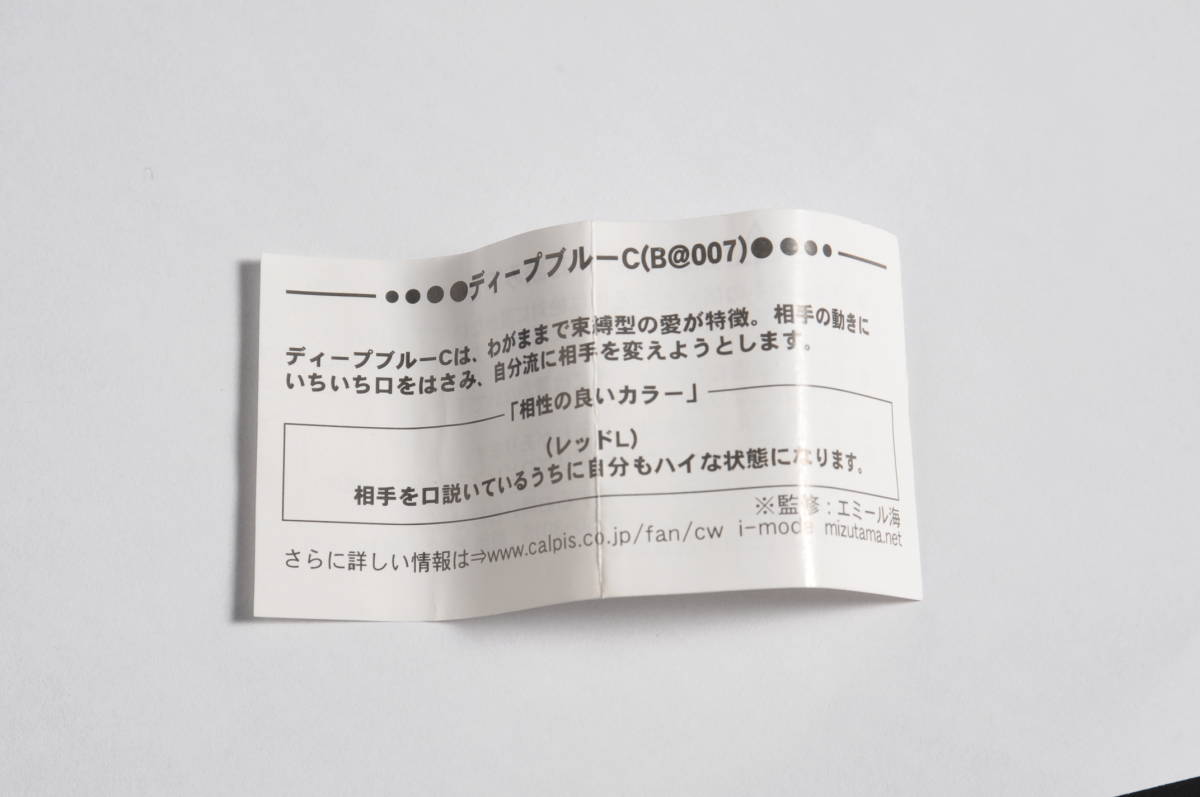 ●●●●ディープブルーC(B@007)●●●●
ディープブルーCは、わがままで束縛型の愛が特徴。相手の動きに
いちいち口をはさみ、自分流に相手を変えようとします。
「相性の良いカラー」
(レッドL)
相手を口説いているうちに自分もハイな状態になります。
※監修:エミール海
さらに詳しい情報は⇒www.calpis.co.jp/fan/cw i-mode mizutama.net